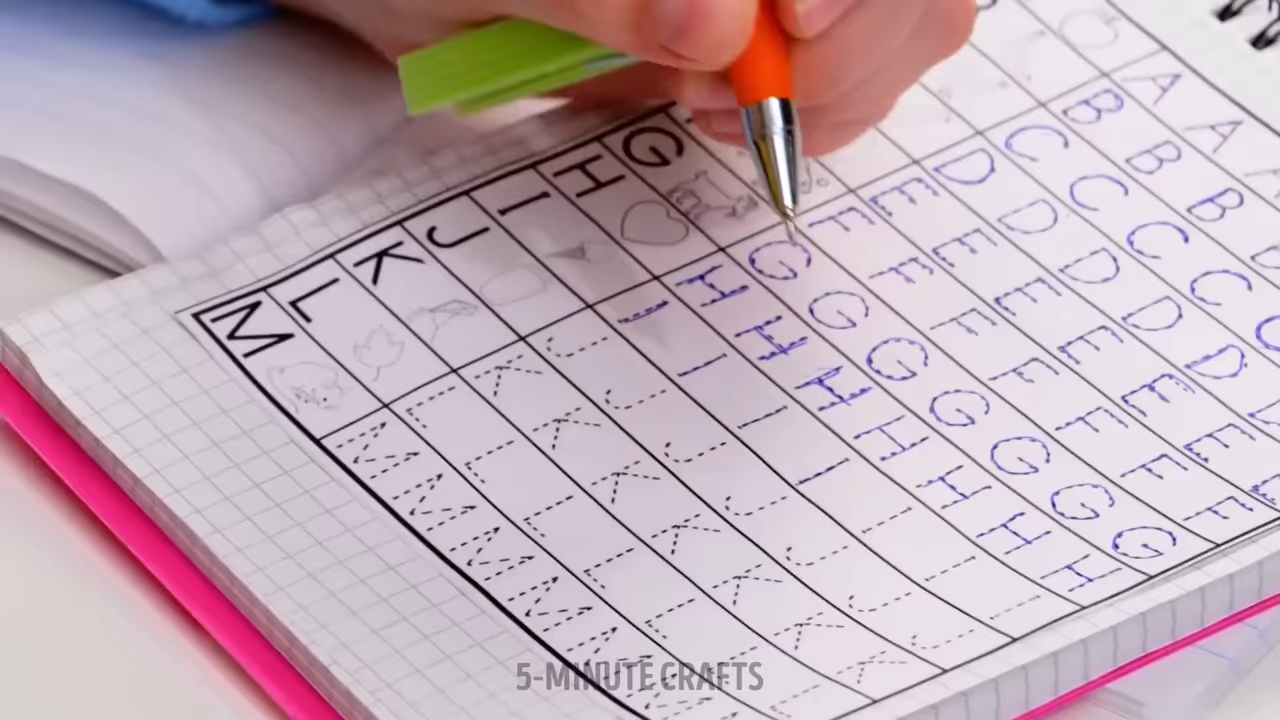 A A A
B B B
C C C C C
D D D D D D
E E E E E E E
F F F F F F F
G G G G G G G G
H H H H H H H H
I I I I I I I I
J J J J J J J J
K K K K K K K K
L L L L L L L
M M M M M M
5-MINUTE CRAFTS